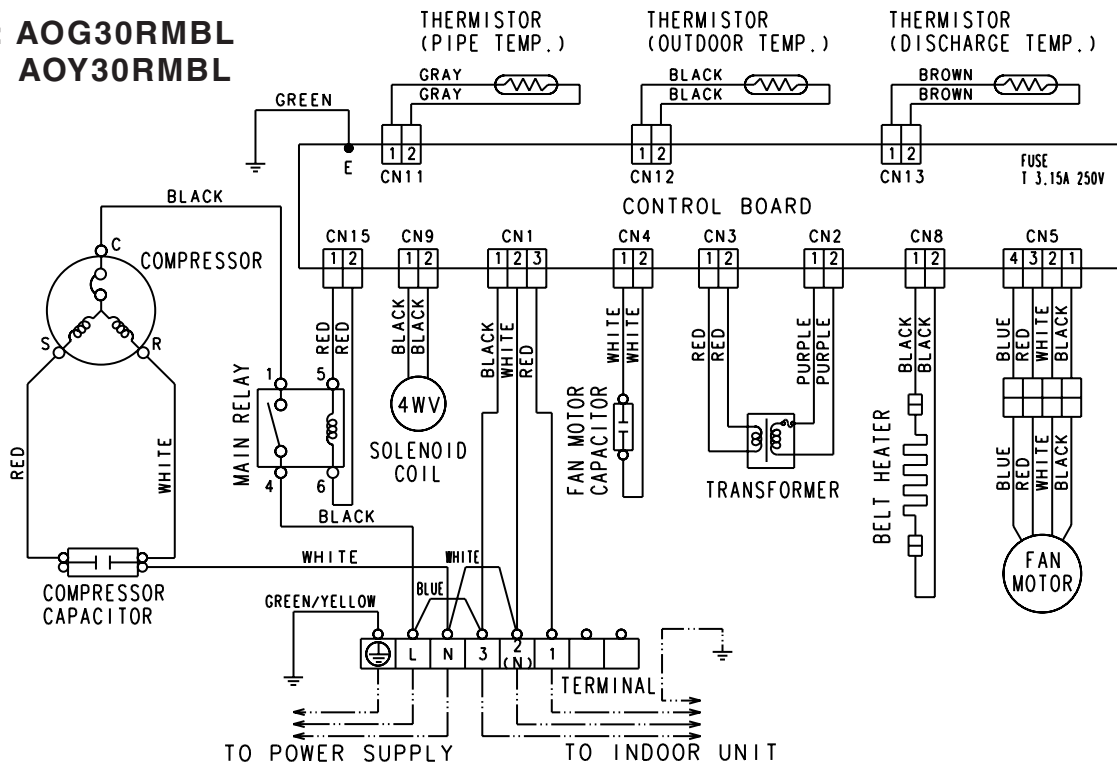 : AOG30RMBL
AOY30RMBL
THERMISTOR
(PIPE TEMP.)
THERMISTOR
(OUTDOOR TEMP.)
THERMISTOR
(DISCHARGE TEMP.)
GRAY
GRAY
BLACK
BLACK
BROWN
BROWN
GREEN
E
1 2
CN11
1 2
CN12
1 2
CN13
FUSE
T 3.15A 250V
CONTROL BOARD
BLACK
C
COMPRESSOR
S
R
RED
WHITE
COMPRESSOR
CAPACITOR
CN15
1 2
CN9
1 2
CN1
1 2 3
CN4
1 2
CN3
1 2
CN2
1 2
CN8
1 2
CN5
4 3 2 1
RED
RED
BLACK
BLACK
BLACK
WHITE
RED
WHITE
WHITE
RED
RED
PURPLE
PURPLE
BLACK
BLACK
BLUE
RED
WHITE
BLACK
MAIN RELAY
1
5
4
6
4WV
SOLENOID
COIL
FAN MOTOR
CAPACITOR
TRANSFORMER
BELT HEATER
BLUE
RED
WHITE
BLACK
FAN
MOTOR
BLACK
WHITE
WHITE
BLUE
GREEN/YELLOW
L N 3 2 (N) 1
TERMINAL
TO POWER SUPPLY
TO INDOOR UNIT